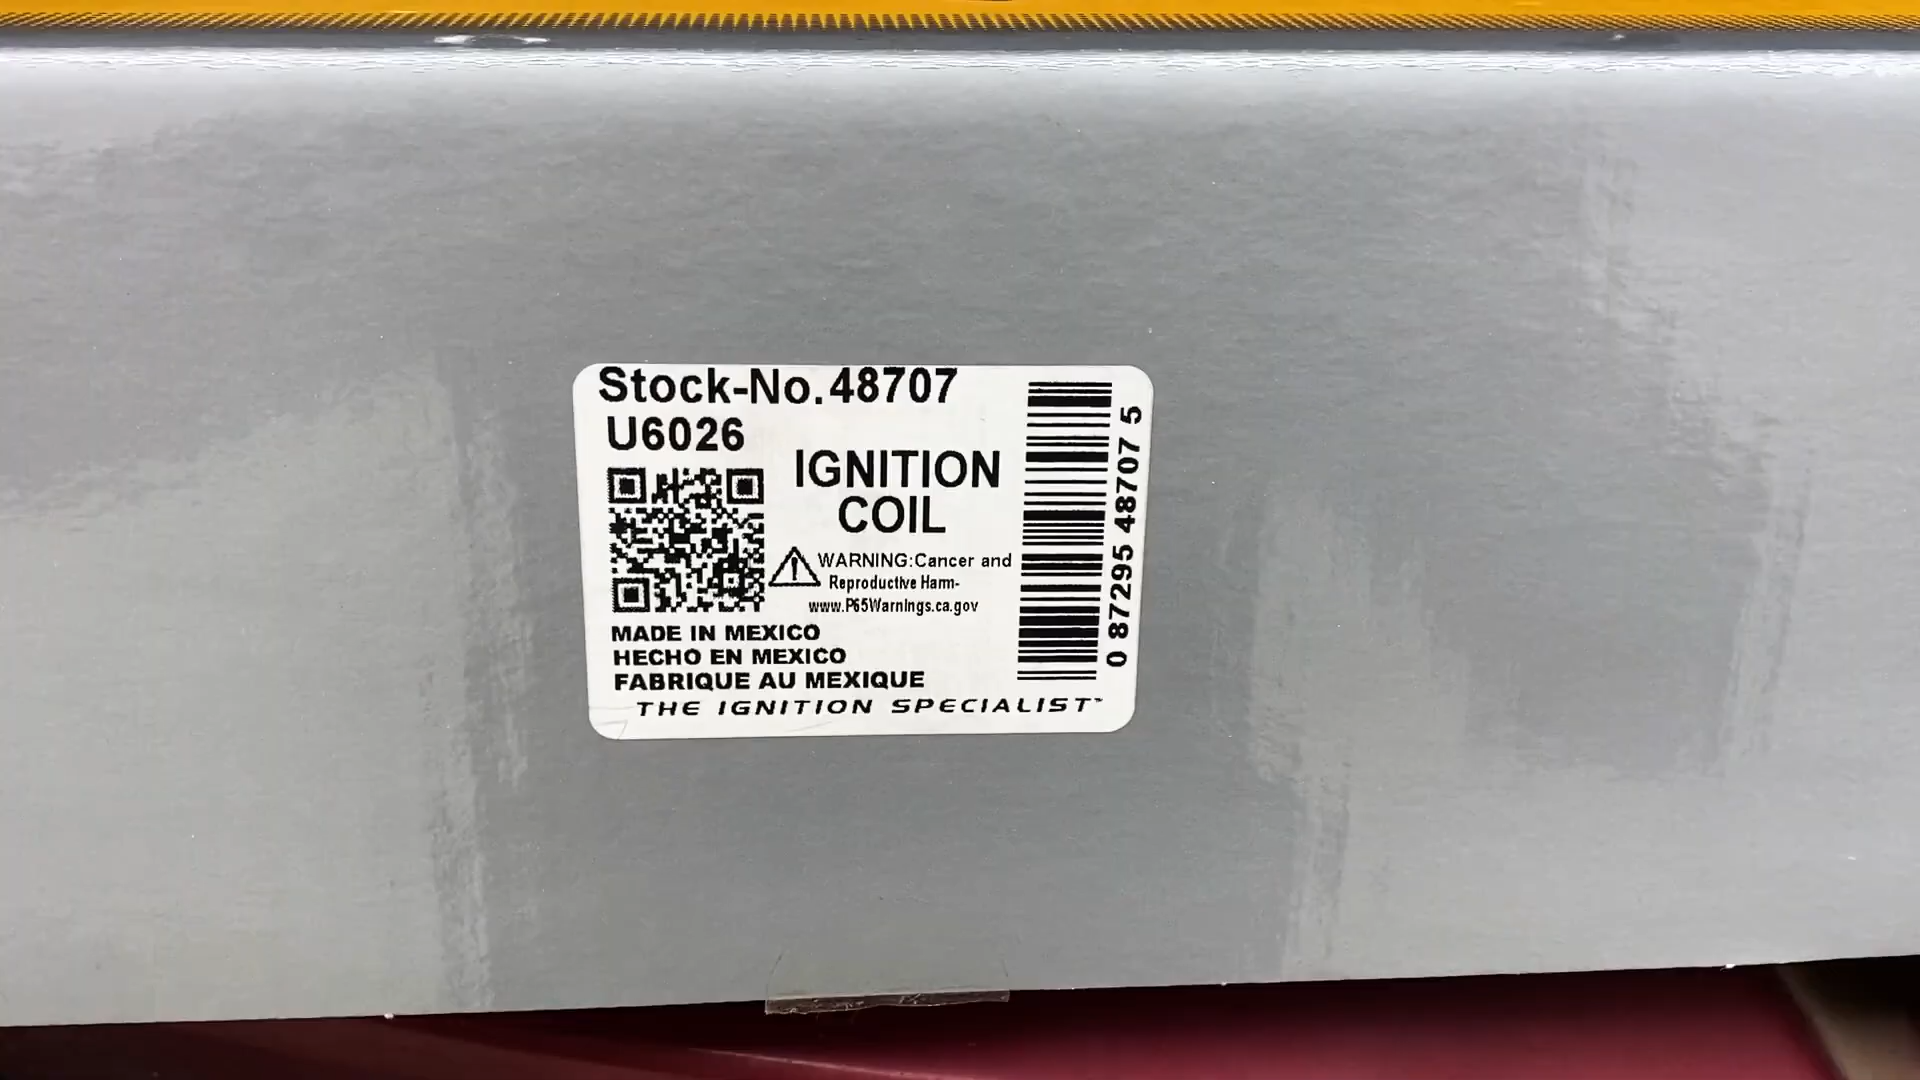 Stock-No.48707
U6026
IGNITION
COIL
WARNING:Cancer and
Reproductive Harm-
www.P65Warnings.ca.gov
MADE IN MEXICO
HECHO EN MEXICO
FABRIQUE AU MEXIQUE
THE IGNITION SPECIALIST™
0 87295 48707 5